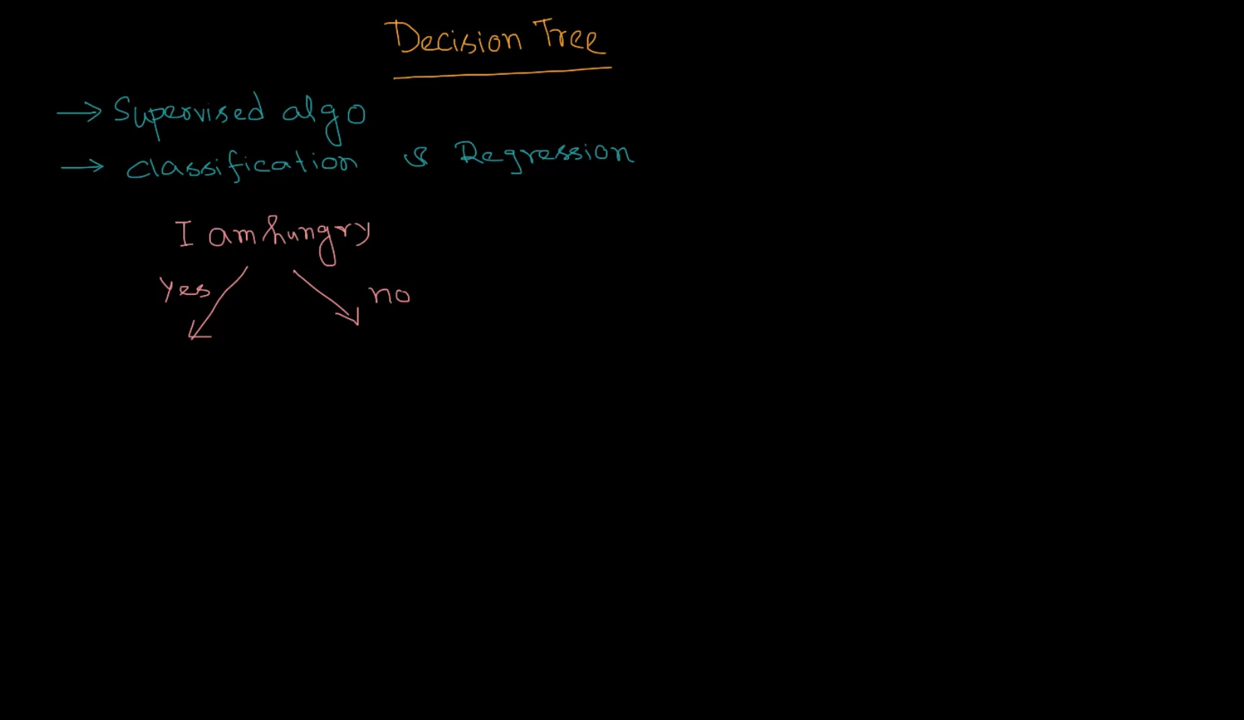 Decision Tree
→ Supervised algo
→ Classification & Regression
I am hungry
Yes no